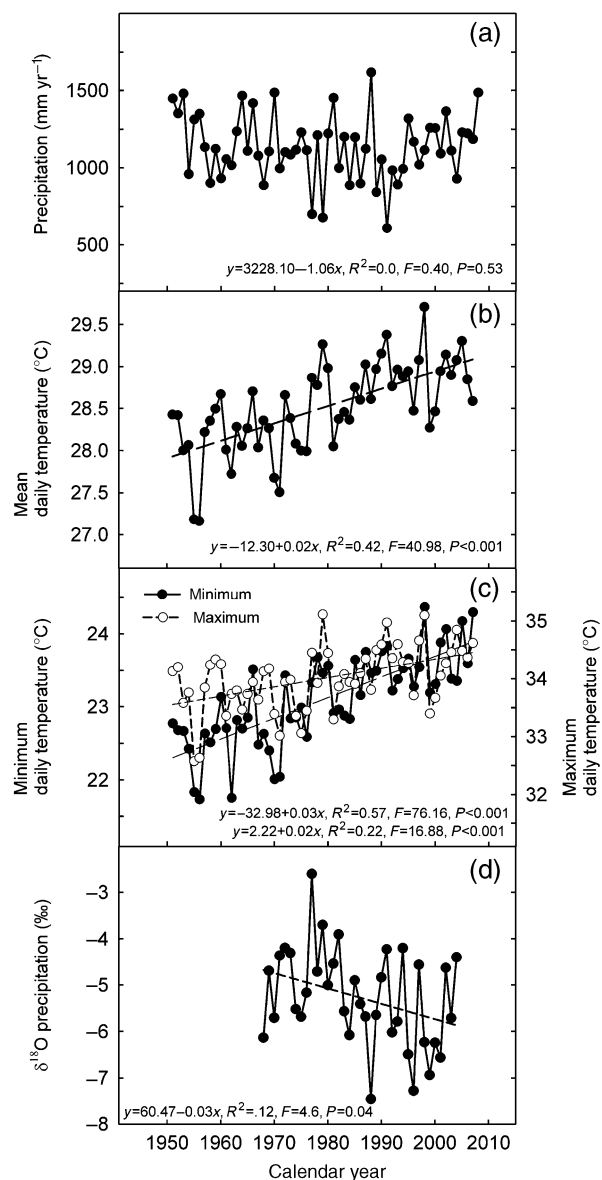 (a)
Precipitation (mm yr−1)
1500
1000
500
y=3228.10—1.06x, R2=0.0, F=0.40, P=0.53
(b)
Mean
daily temperature (°C)
29.5
29.0
28.5
28.0
27.5
27.0
y=−12.30+0.02x, R2=0.42, F=40.98, P<0.001
(c)
Minimum
Maximum
Minimum
daily temperature (°C)
24
23
22
35
34
33
32
Maximum
daily temperature (°C)
y=−32.98+0.03x, R2=0.57, F=76.16, P<0.001
y=2.22+0.02x, R2=0.22, F=16.88, P<0.001
(d)
δ18O precipitation (‰)
−3
−4
−5
−6
−7
−8
y=60.47−0.03x, R2=.12, F=4.6, P=0.04
1950 1960 1970 1980 1990 2000 2010
Calendar year